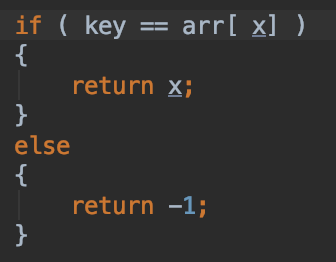 if ( key == arr[ x] )
{
    return x;
}
else
{
    return -1;
}